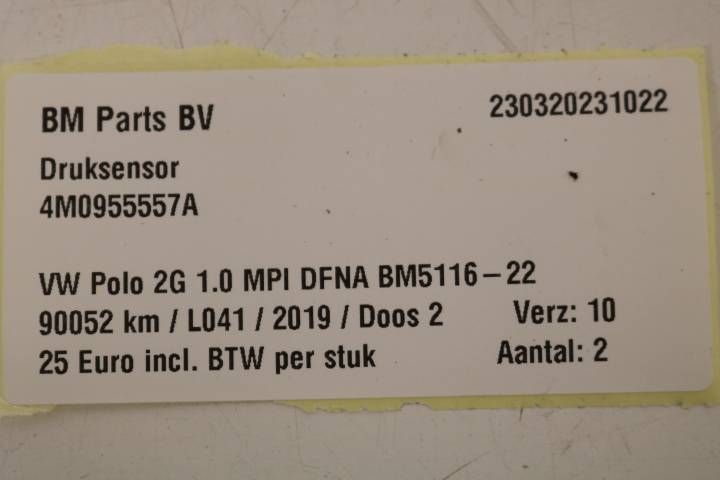 BM Parts BV 230320231022
Druksensor
4M0955557A
VW Polo 2G 1.0 MPI DFNA BM5116-22
90052 km / L041 / 2019 / Doos 2 Verz: 10
25 Euro incl. BTW per stuk Aantal: 2